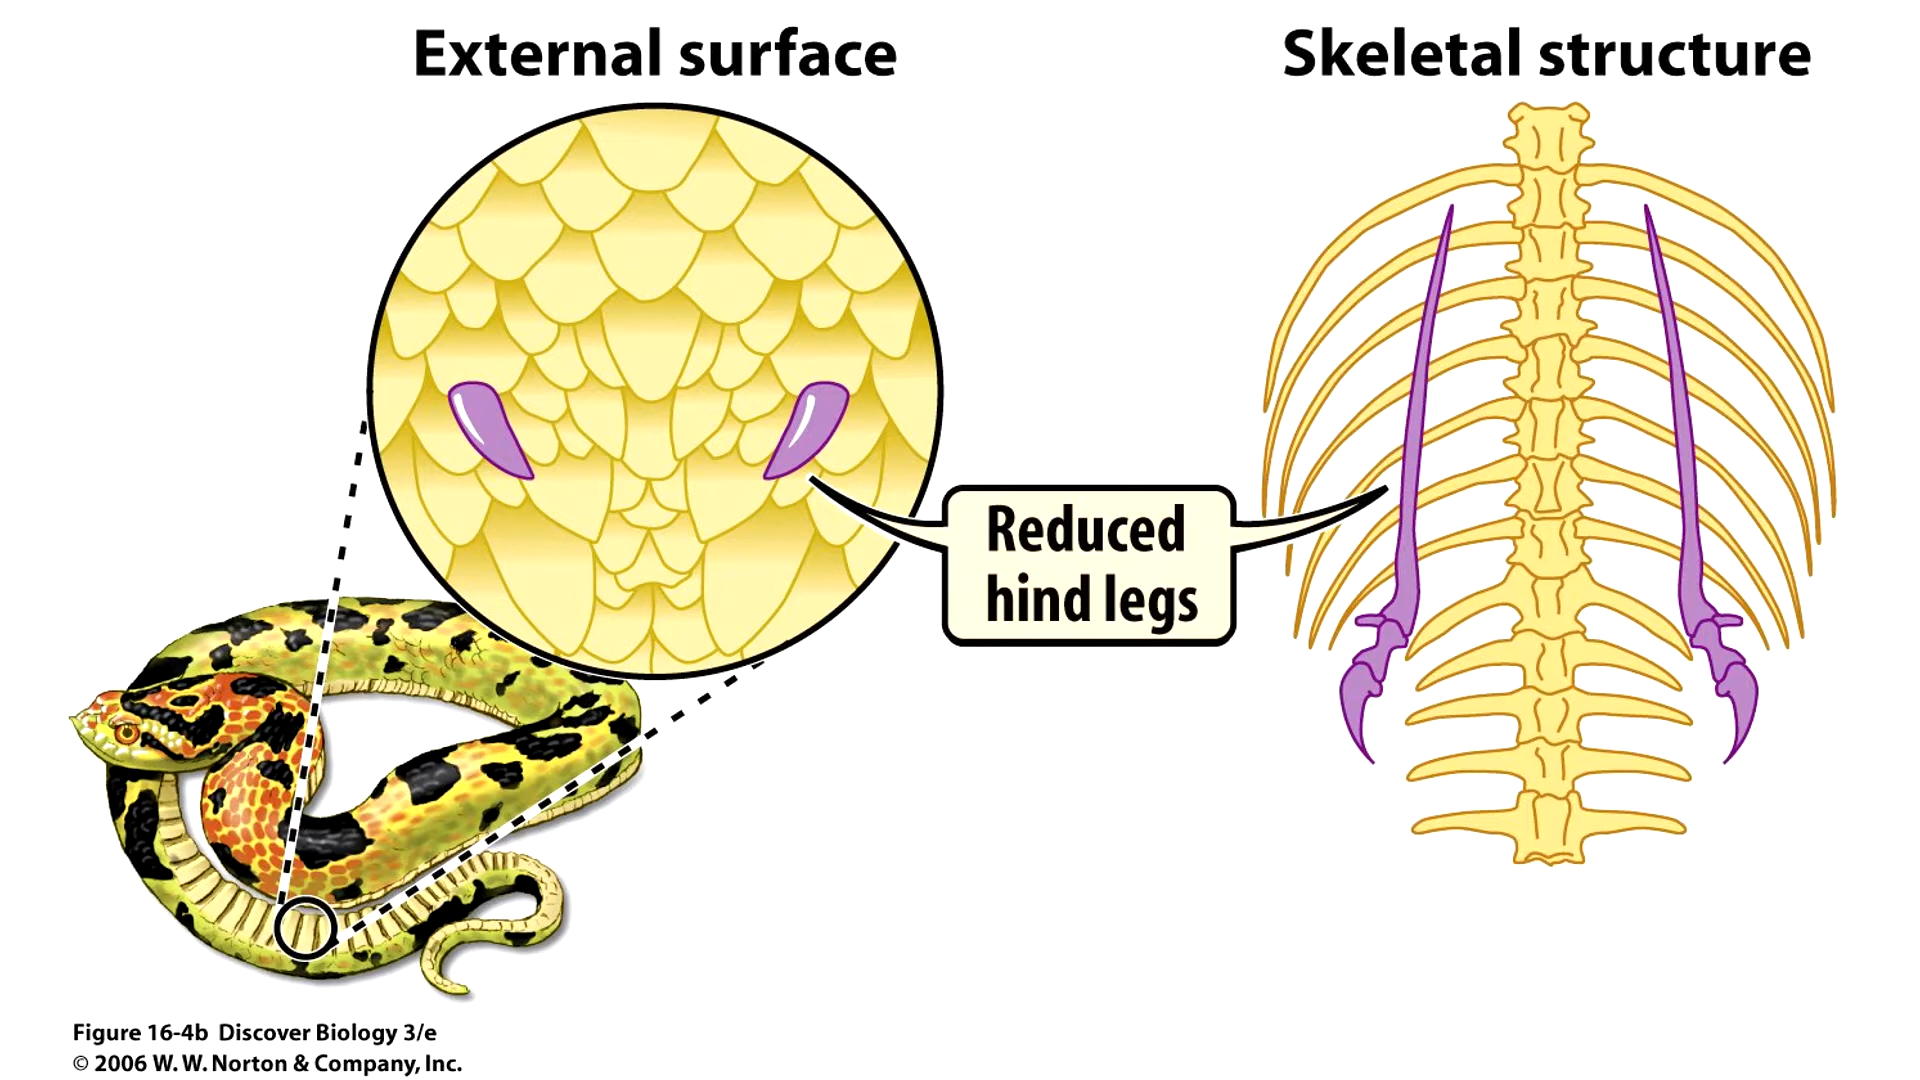 External surface
Skeletal structure
Reduced
hind legs
Figure 16-4b Discover Biology 3/e
© 2006 W. W. Norton & Company, Inc.